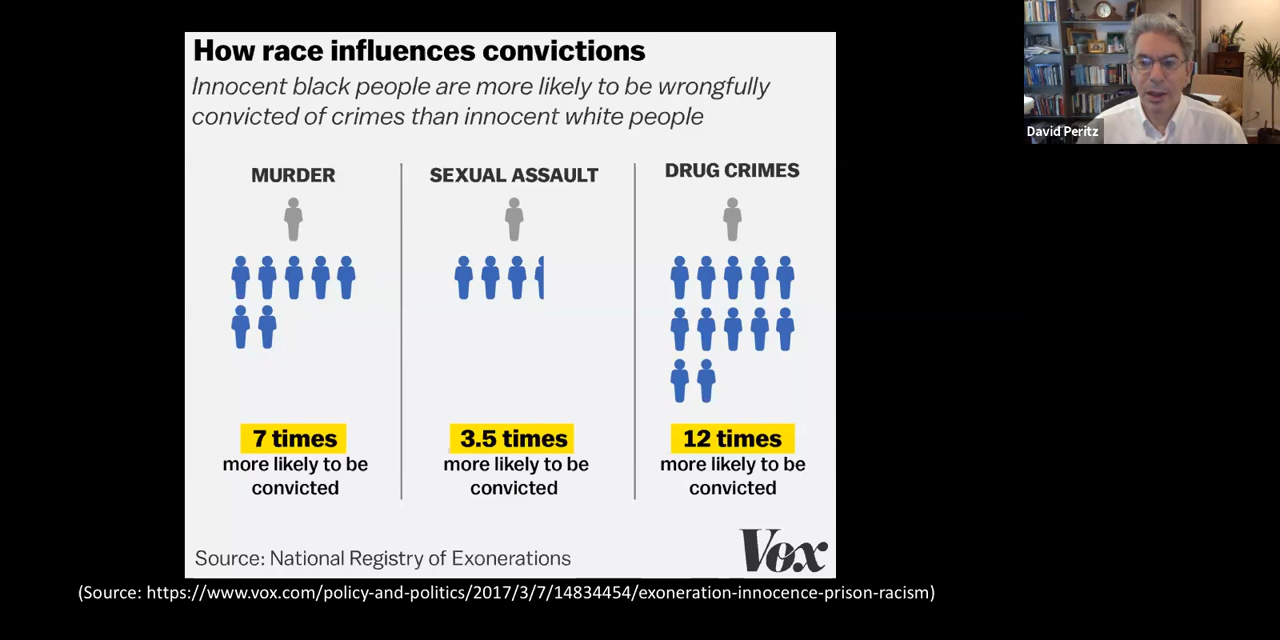 How race influences convictions
Innocent black people are more likely to be wrongfully
convicted of crimes than innocent white people
MURDER
7 times
more likely to be
convicted
SEXUAL ASSAULT
3.5 times
more likely to be
convicted
DRUG CRIMES
12 times
more likely to be
convicted
Source: National Registry of Exonerations
Vox
(Source: https://www.vox.com/policy-and-politics/2017/3/7/14834454/exoneration-innocence-prison-racism)
David Peritz